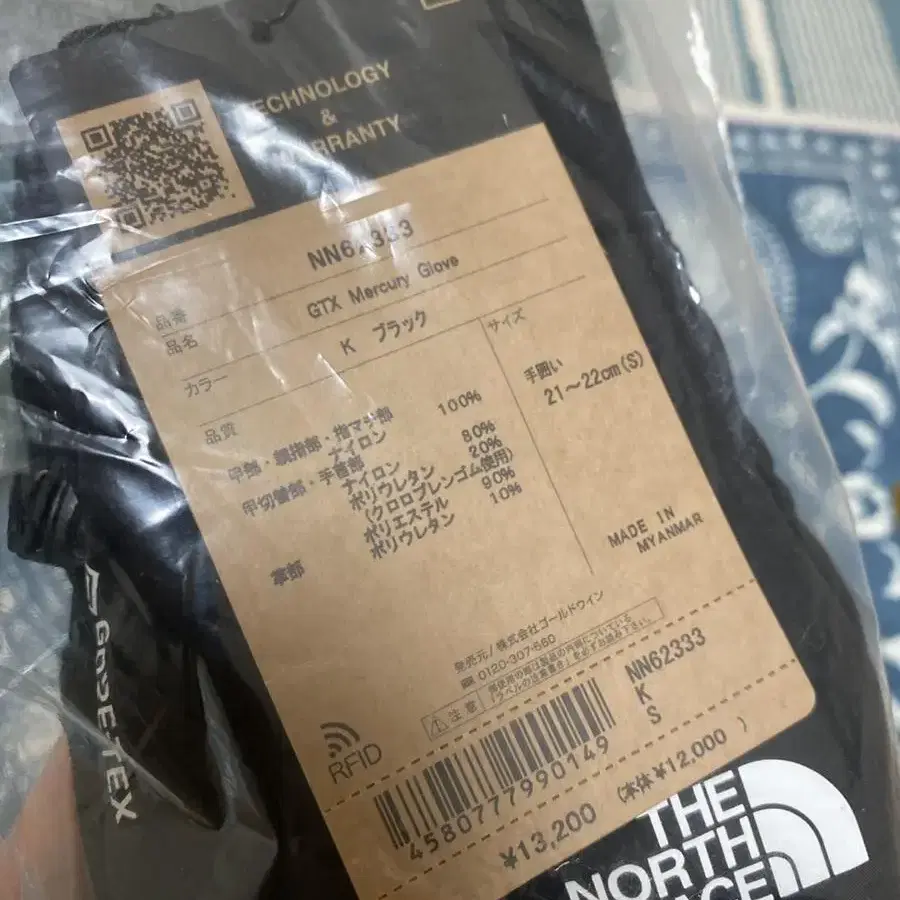 TECHNOLOGY
&
WARRANTY
品番 NN62333
品名 GTX Mercury Glove
カラー K ブラック
サイズ
手囲い
21～22cm(S)
品質
甲部・親指部・指マチ部
ナイロン 100%
甲切替部・手首部
ナイロン 80%
ポリウレタン 20%
(クロロプレンゴム使用)
掌部 ポリエステル 90%
ポリウレタン 10%
MADE IN
MYANMAR
発売元/株式会社ゴールドウイン
0120-307-560
注意
RFID
NN62333
K
S
4580777990149
¥13,200 (本体¥12,000 )
GORE-TEX
THE
NORTH
FACE